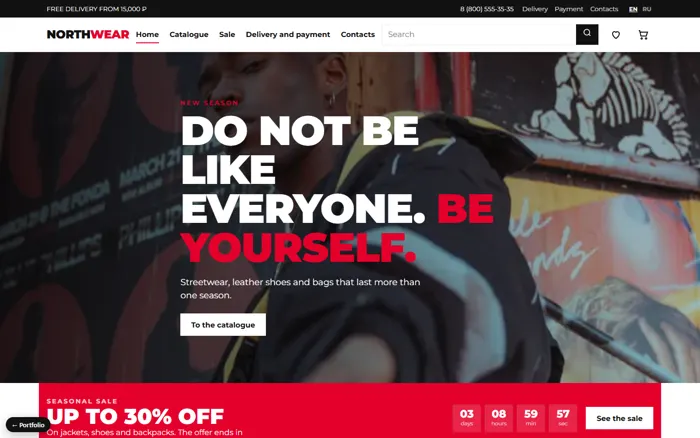 FREE DELIVERY FROM 15,000 ₽
8 (800) 555-35-35 Delivery Payment Contacts EN RU
NORTHWEAR Home Catalogue Sale Delivery and payment Contacts Search
NEW SEASON
DO NOT BE
LIKE
EVERYONE. BE
YOURSELF.
Streetwear, leather shoes and bags that last more than
one season.
To the catalogue
SEASONAL SALE
UP TO 30% OFF
On jackets, shoes and backpacks. The offer ends in
03 08 59 57
days hours min sec
See the sale
← Portfolio